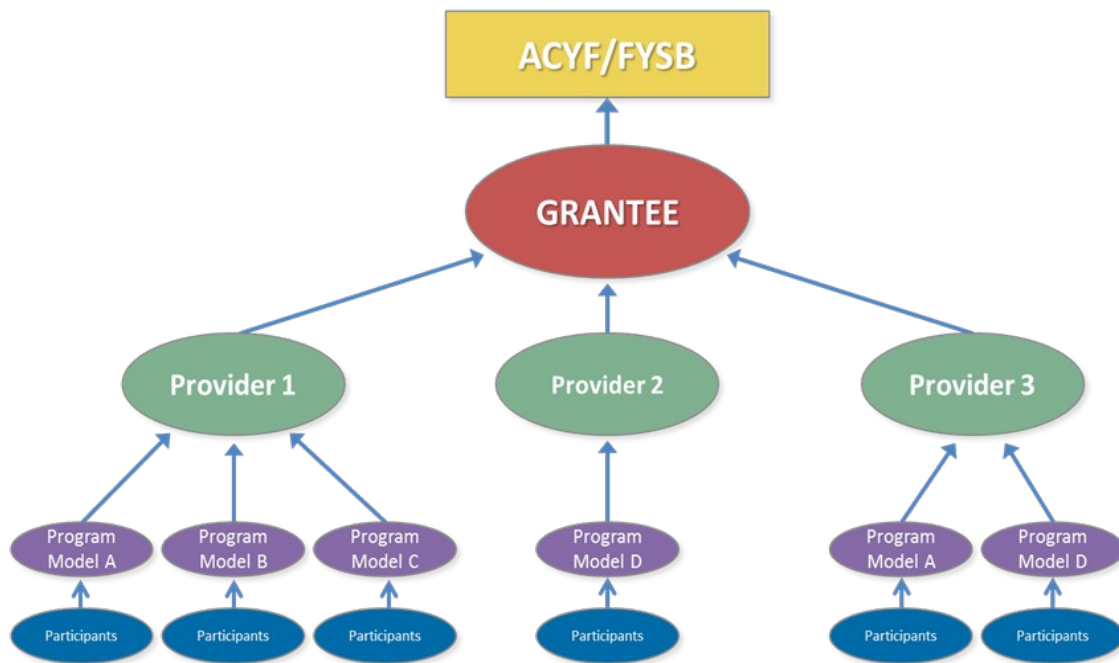 ACYF/FYSB
GRANTEE
Provider 1
Provider 2
Provider 3
Program
Model A
Program
Model B
Program
Model C
Program
Model D
Program
Model A
Program
Model D
Participants
Participants
Participants
Participants
Participants
Participants